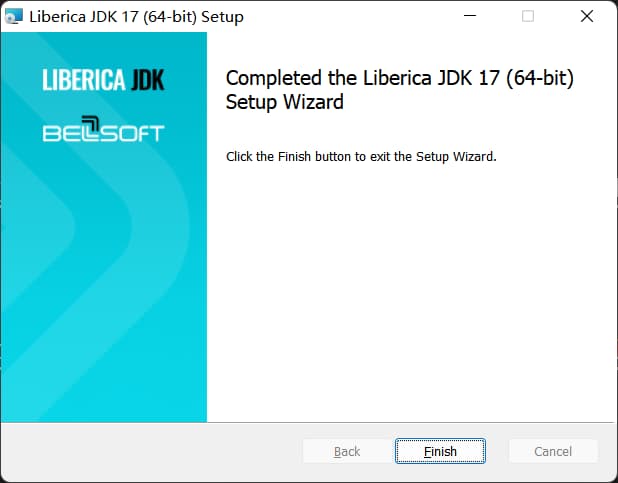 Liberica JDK 17 (64-bit) Setup
LIBERICA JDK
BELLSOFT
Completed the Liberica JDK 17 (64-bit)
Setup Wizard
Click the Finish button to exit the Setup Wizard.
Back
Finish
Cancel